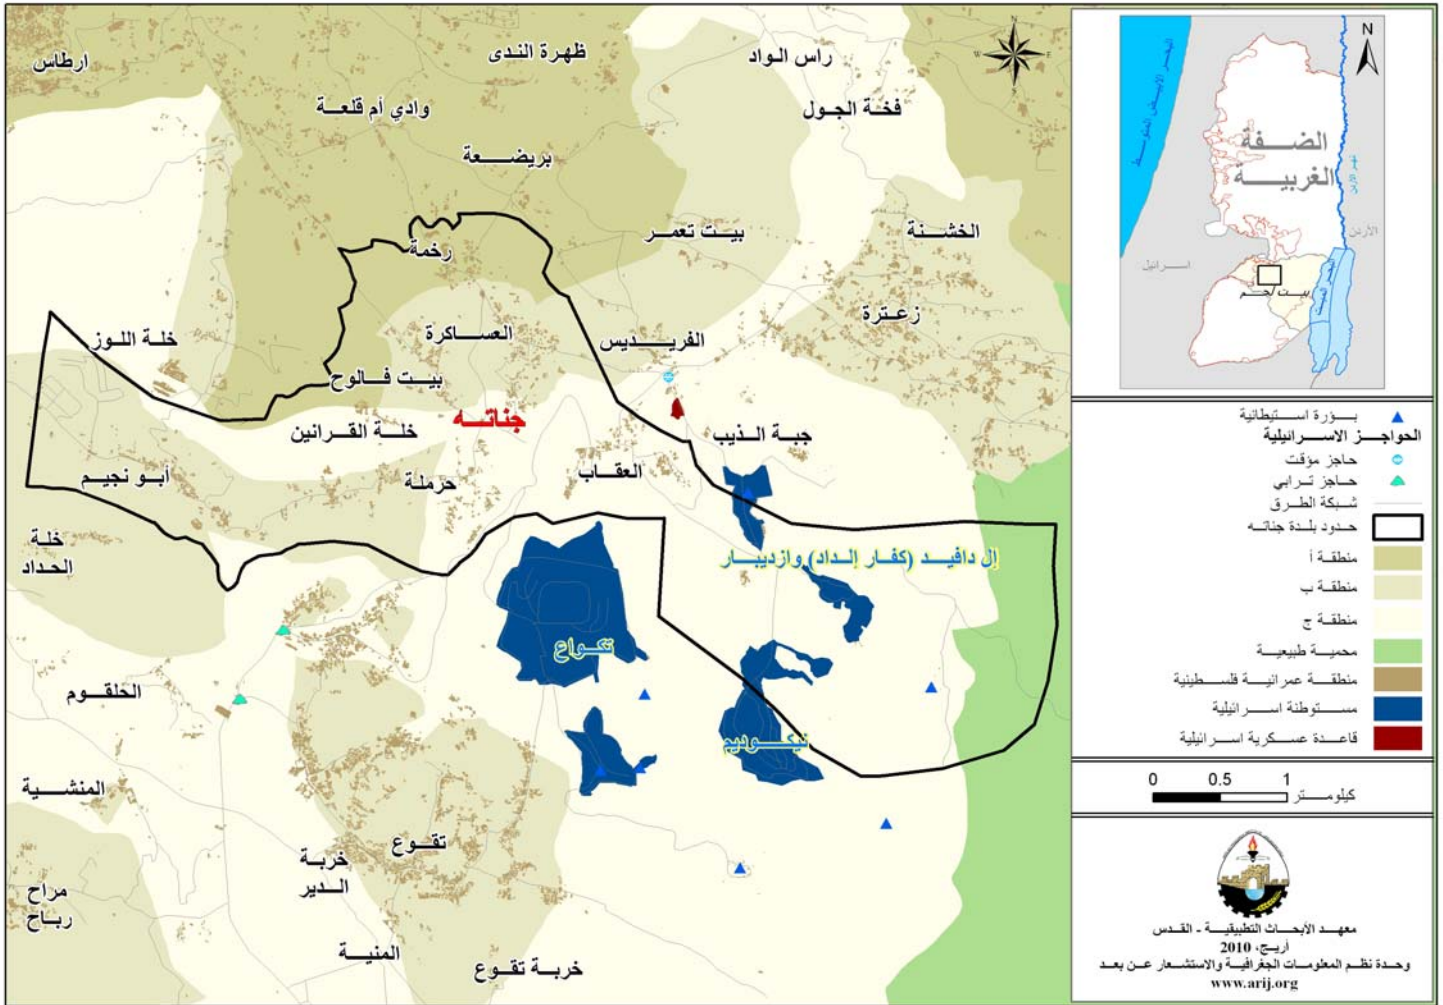 ارطاس
ظهرة الندى
راس الواد
وادي أم قلعة
فخة الجول
بريضعة
بيت تعمر
الخشنة
رخمة
زعترة
خلة اللوز
العساكرة
الفريديس
بيت فالوح
جناته
خلة القرانين
جبة الذيب
أبو نجيم
حرملة
العقاب
خلة
الحداد
إل دافيد (كفار إلداد) وازديبار
تكواع
الحلقوم
نيكوديم
المنشية
تقوع
خربة
الدير
مراح
رباح
المنية
خربة تقوع
N
E
S
W
N
البحر الابيض المتوسط
الضفة
الغربية
نهر الأردن
الأردن
اسرائيل
بيت لحم
البحر الميت
بؤرة استيطانية
الحواجز الاسرائيلية
حاجز مؤقت
حاجز ترابي
شبكة الطرق
حدود بلدة جناته
منطقة أ
منطقة ب
منطقة ج
محمية طبيعية
منطقة عمرانية فلسطينية
مستوطنة اسرائيلية
قاعدة عسكرية اسرائيلية
0 0.5 1
كيلومتر
معهد الأبحاث التطبيقية - القدس
أريج، 2010
وحدة نظم المعلومات الجغرافية والاستشعار عن بعد
www.arij.org